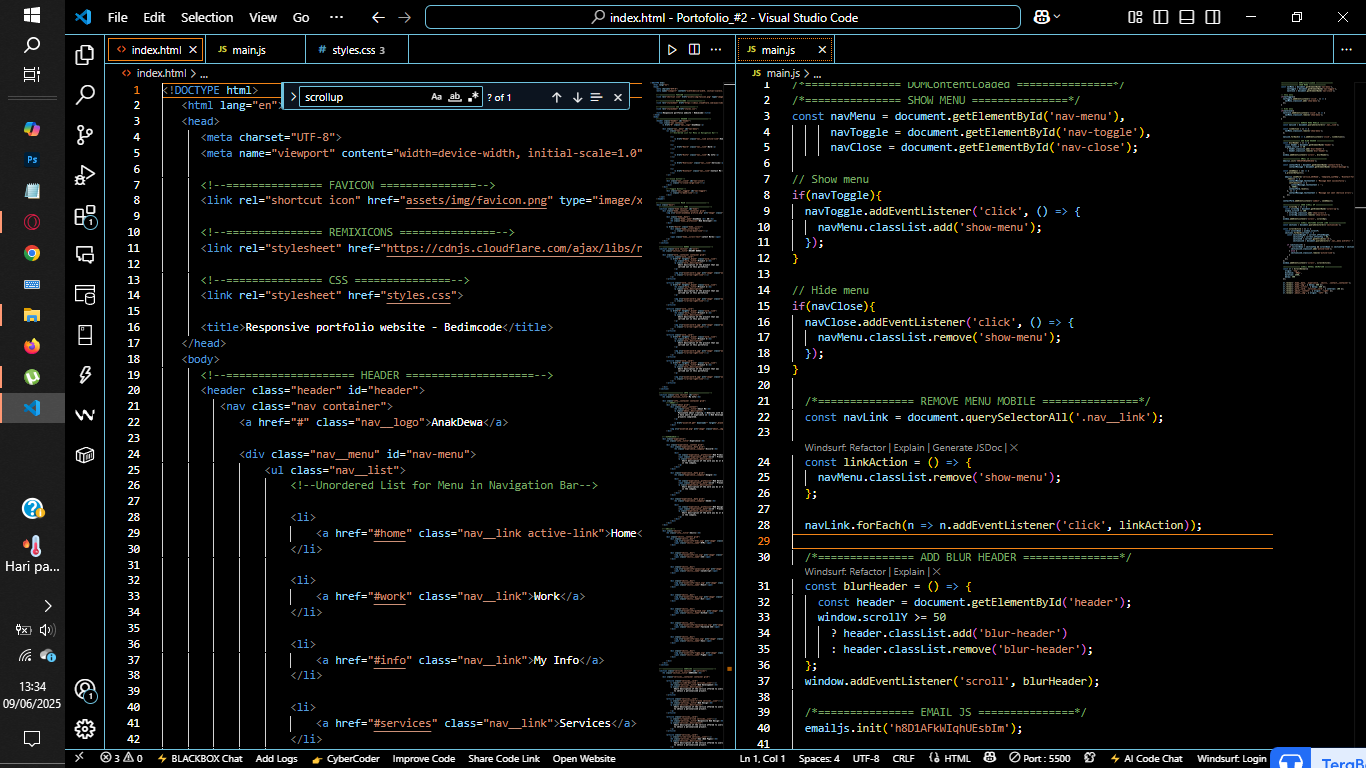 File Edit Selection View Go ···
index.html - Portofolio_#2 - Visual Studio Code
index.html
main.js
styles.css 3
main.js
index.html > ...
main.js > ...
scrollup
Aa ab .*
? of 1
1 <!DOCTYPE html>
2 <html lang="en">
3 <head>
4 <meta charset="UTF-8">
5 <meta name="viewport" content="width=device-width, initial-scale=1.0"
6
7 <!--=============== FAVICON ===============-->
8 <link rel="shortcut icon" href="assets/img/favicon.png" type="image/x
9
10 <!--=============== REMIXICONS ===============-->
11 <link rel="stylesheet" href="https://cdnjs.cloudflare.com/ajax/libs/r
12
13 <!--=============== CSS ===============-->
14 <link rel="stylesheet" href="styles.css">
15
16 <title>Responsive portfolio website - Bedimcode</title>
17 </head>
18 <body>
19 <!--==================== HEADER ====================-->
20 <header class="header" id="header">
21 <nav class="nav container">
22 <a href="#" class="nav__logo">AnakDewa</a>
23
24 <div class="nav__menu" id="nav-menu">
25 <ul class="nav__list">
26 <!--Unordered List for Menu in Navigation Bar-->
27
28 <li>
29 <a href="#home" class="nav__link active-link">Home<
30 </li>
31
32 <li>
33 <a href="#work" class="nav__link">Work</a>
34 </li>
35
36 <li>
37 <a href="#info" class="nav__link">My Info</a>
38 </li>
39
40 <li>
41 <a href="#services" class="nav__link">Services</a>
42 </li>
1 /*=============== DOMContentLoaded ===============*/
2 /*=============== SHOW MENU ===============*/
3 const navMenu = document.getElementById('nav-menu'),
4 navToggle = document.getElementById('nav-toggle'),
5 navClose = document.getElementById('nav-close');
6
7 // Show menu
8 if(navToggle){
9 navToggle.addEventListener('click', () => {
10 navMenu.classList.add('show-menu');
11 });
12 }
13
14 // Hide menu
15 if(navClose){
16 navClose.addEventListener('click', () => {
17 navMenu.classList.remove('show-menu');
18 });
19 }
20
21 /*=============== REMOVE MENU MOBILE ===============*/
22 const navLink = document.querySelectorAll('.nav__link');
23
Windsurf: Refactor | Explain | Generate JSDoc | ×
24 const linkAction = () => {
25 navMenu.classList.remove('show-menu');
26 };
27
28 navLink.forEach(n => n.addEventListener('click', linkAction));
29
30 /*=============== ADD BLUR HEADER ===============*/
Windsurf: Refactor | Explain | ×
31 const blurHeader = () => {
32 const header = document.getElementById('header');
33 window.scrollY >= 50
34 ? header.classList.add('blur-header')
35 : header.classList.remove('blur-header');
36 };
37 window.addEventListener('scroll', blurHeader);
38
39 /*=============== EMAIL JS ===============*/
40 emailjs.init('h8D1AFkWIqhUEsbIm');
41
Ps
1
1
Hari pa...
13:34
09/06/2025
3 0 BLACKBOX Chat Add Logs CyberCoder Improve Code Share Code Link Open Website Ln 1, Col 1 Spaces: 4 UTF-8 CRLF HTML Port : 5500 AI Code Chat Windsurf: Login
TeraB